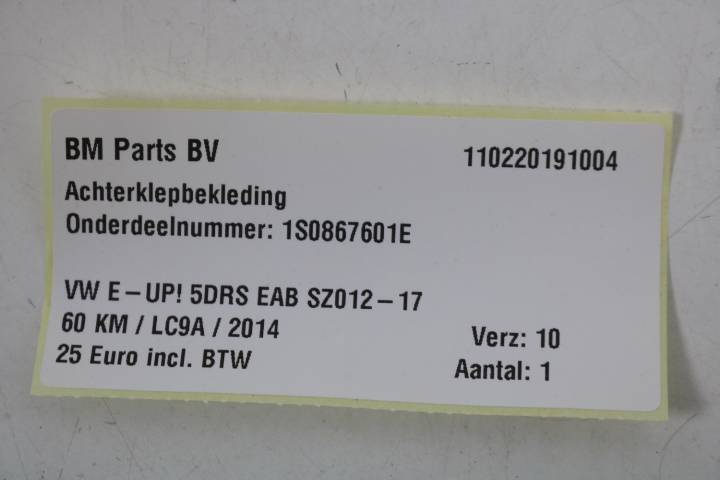 BM Parts BV 110220191004
Achterklepbekleding
Onderdeelnummer: 1S0867601E
VW E-UP! 5DRS EAB SZ012-17
60 KM / LC9A / 2014 Verz: 10
25 Euro incl. BTW Aantal: 1